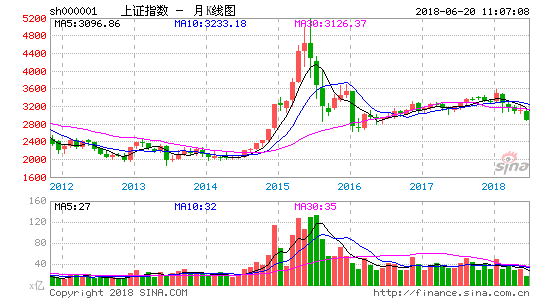 sh000001 上证指数 - 月K线图 2018-06-20 11:07:08
5200 MA5:3096.86 MA10:3233.18 MA30:3126.37
4800
4400
4000
3600
3200
2800
2400
2000
1600
sina
2012 2013 2014 2015 2016 2017 2018
160 MA5:27 MA10:32 MA30:35
120
80
40
x亿
Copyright 2018 SINA.COM http://finance.sina.com.cn